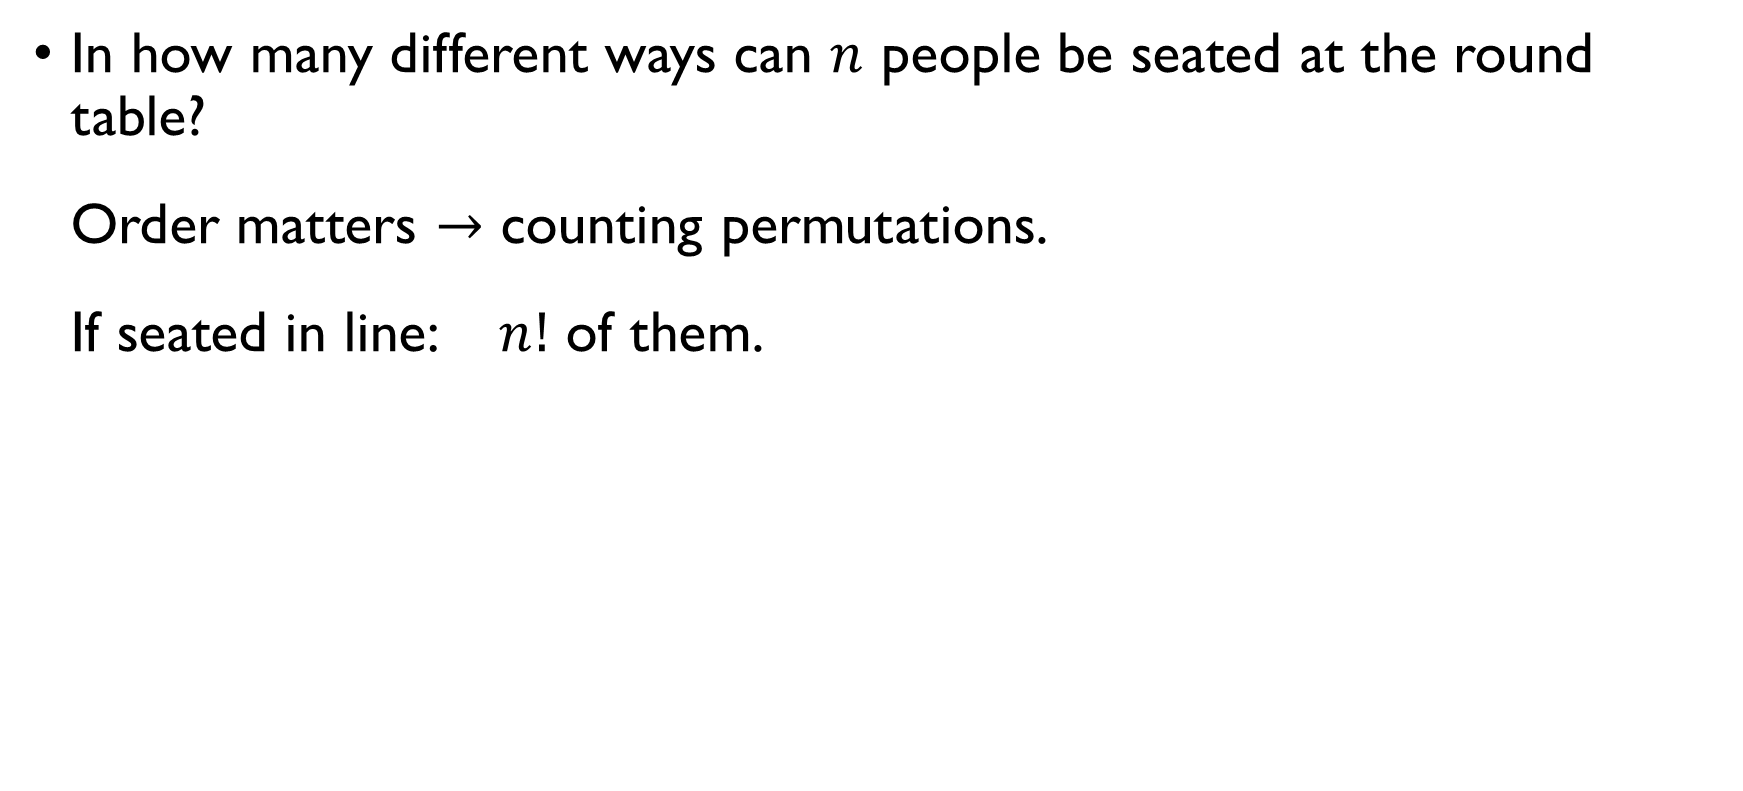 • In how many different ways can 𝑛 people be seated at the round
table?
Order matters → counting permutations.
If seated in line: 𝑛! of them.